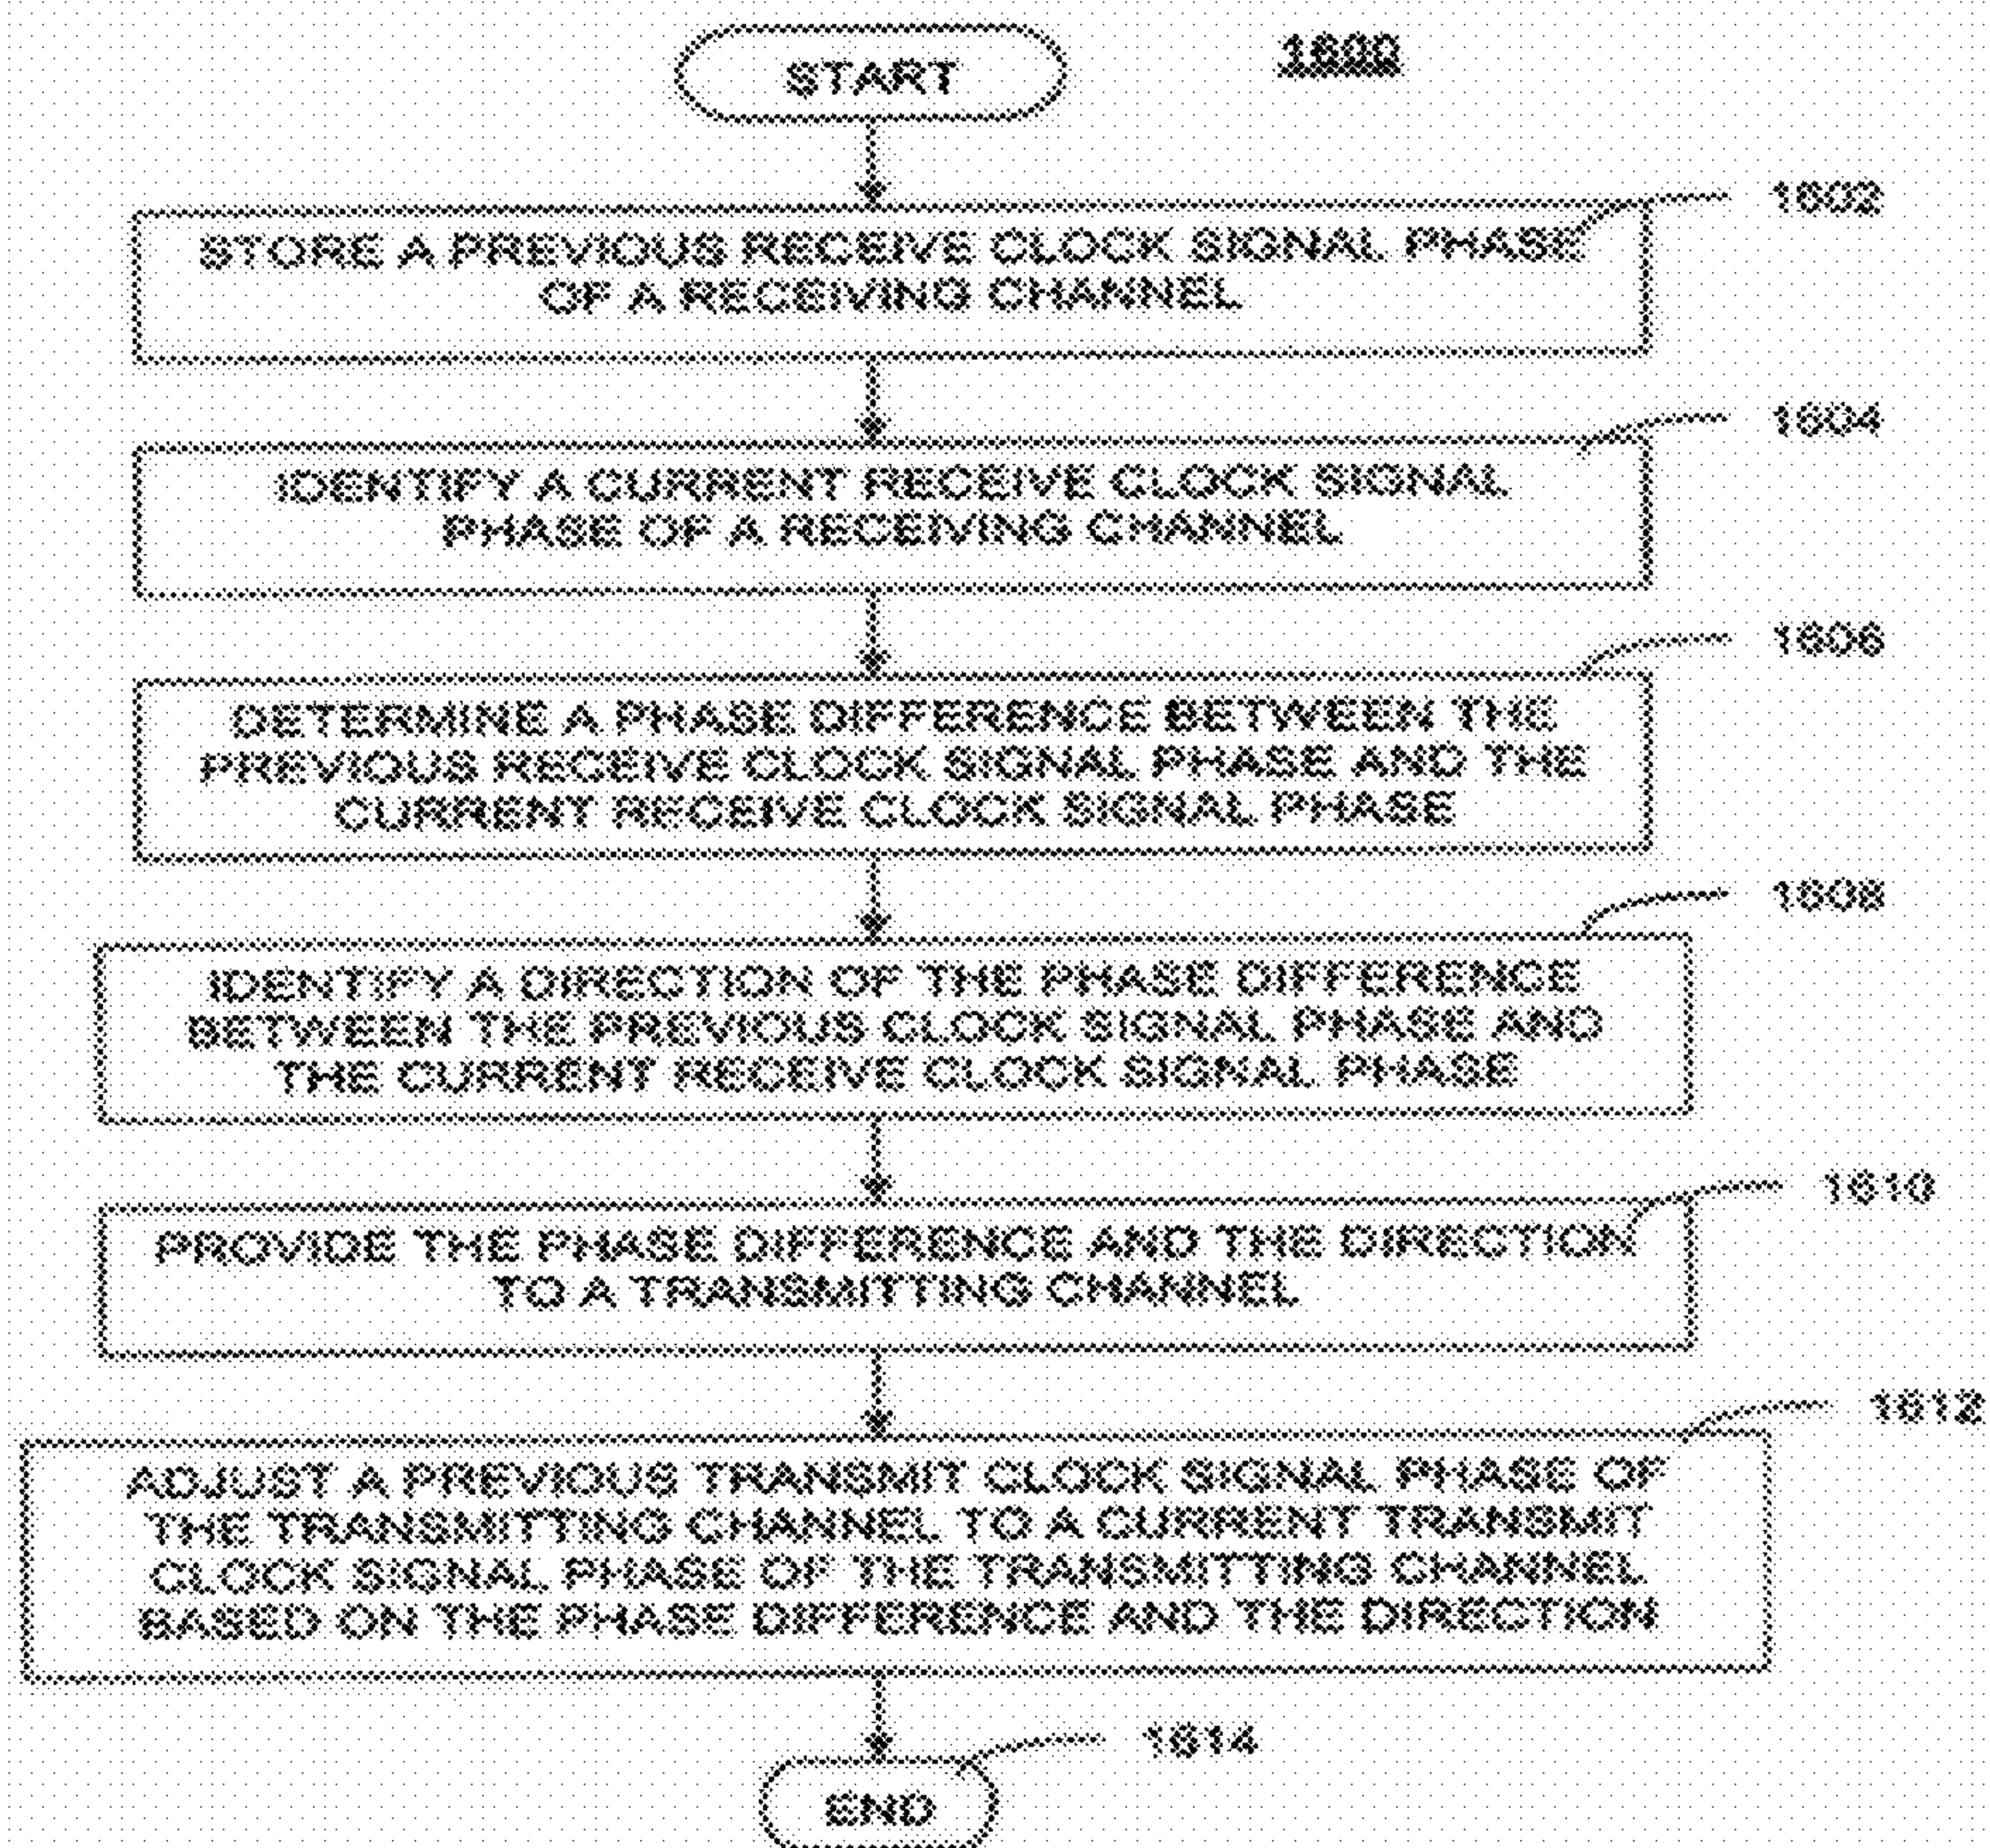 START
1600
1602
STORE A PREVIOUS RECEIVE CLOCK SIGNAL PHASE
OF A RECEIVING CHANNEL
1604
IDENTIFY A CURRENT RECEIVE CLOCK SIGNAL
PHASE OF A RECEIVING CHANNEL
1606
DETERMINE A PHASE DIFFERENCE BETWEEN THE
PREVIOUS RECEIVE CLOCK SIGNAL PHASE AND THE
CURRENT RECEIVE CLOCK SIGNAL PHASE
1608
IDENTIFY A DIRECTION OF THE PHASE DIFFERENCE
BETWEEN THE PREVIOUS CLOCK SIGNAL PHASE AND
THE CURRENT RECEIVE CLOCK SIGNAL PHASE
1610
PROVIDE THE PHASE DIFFERENCE AND THE DIRECTION
TO A TRANSMITTING CHANNEL
1612
ADJUST A PREVIOUS TRANSMIT CLOCK SIGNAL PHASE OF
THE TRANSMITTING CHANNEL TO A CURRENT TRANSMIT
CLOCK SIGNAL PHASE OF THE TRANSMITTING CHANNEL
BASED ON THE PHASE DIFFERENCE AND THE DIRECTION
1614
END